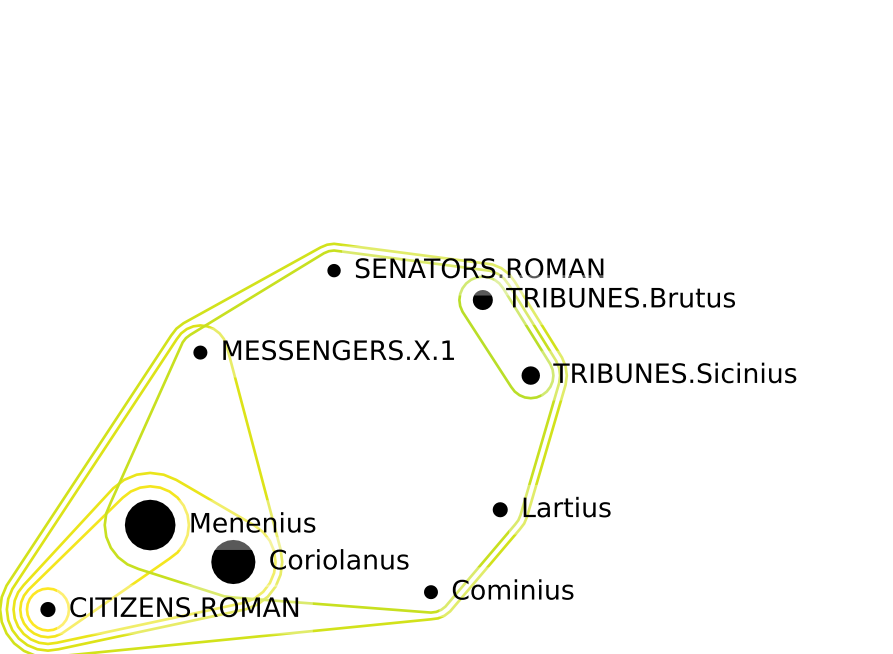 SENATORS.ROMAN
TRIBUNES.Brutus
MESSENGERS.X.1
TRIBUNES.Sicinius
Lartius
Menenius
Coriolanus
Cominius
CITIZENS.ROMAN